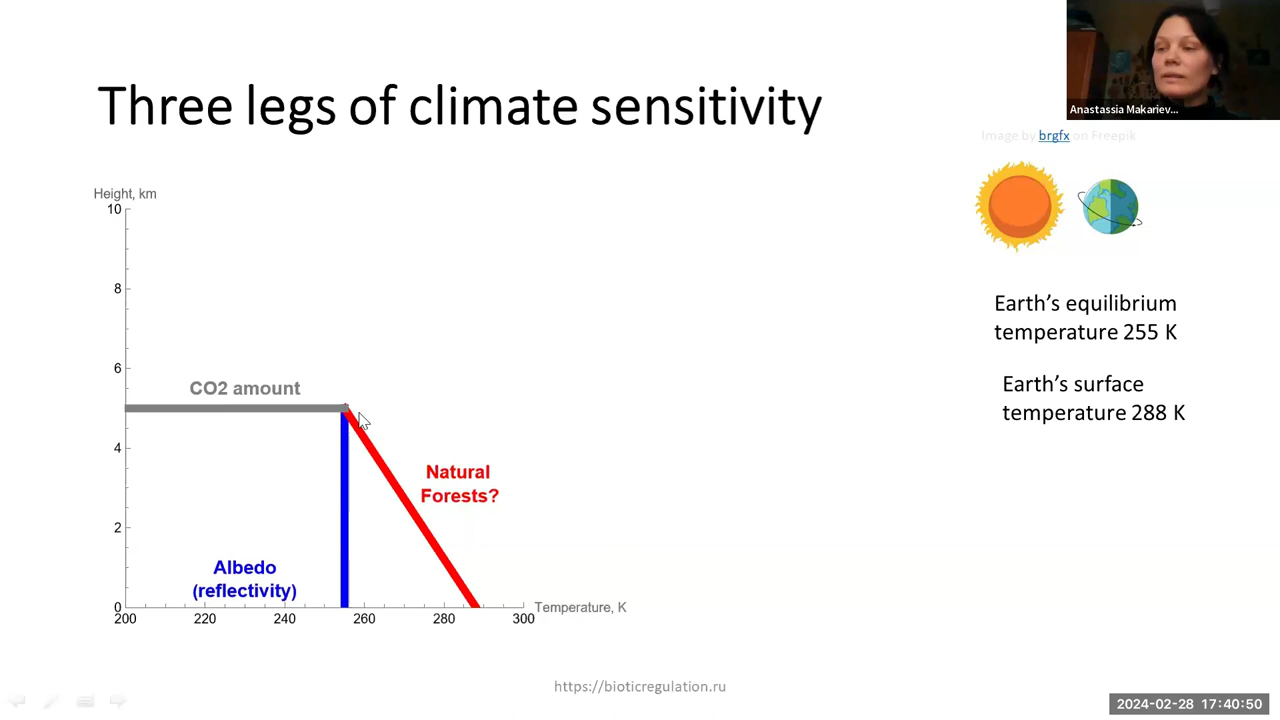 Three legs of climate sensitivity
Anastassia Makariev...
Image by brgfx on Freepik
Height, km
10
8
6
4
2
0
CO2 amount
Natural
Forests?
Albedo
(reflectivity)
200
220
240
260
280
300
Temperature, K
Earth’s equilibrium
temperature 255 K
Earth’s surface
temperature 288 K
https://bioticregulation.ru
2024-02-28 17:40:50